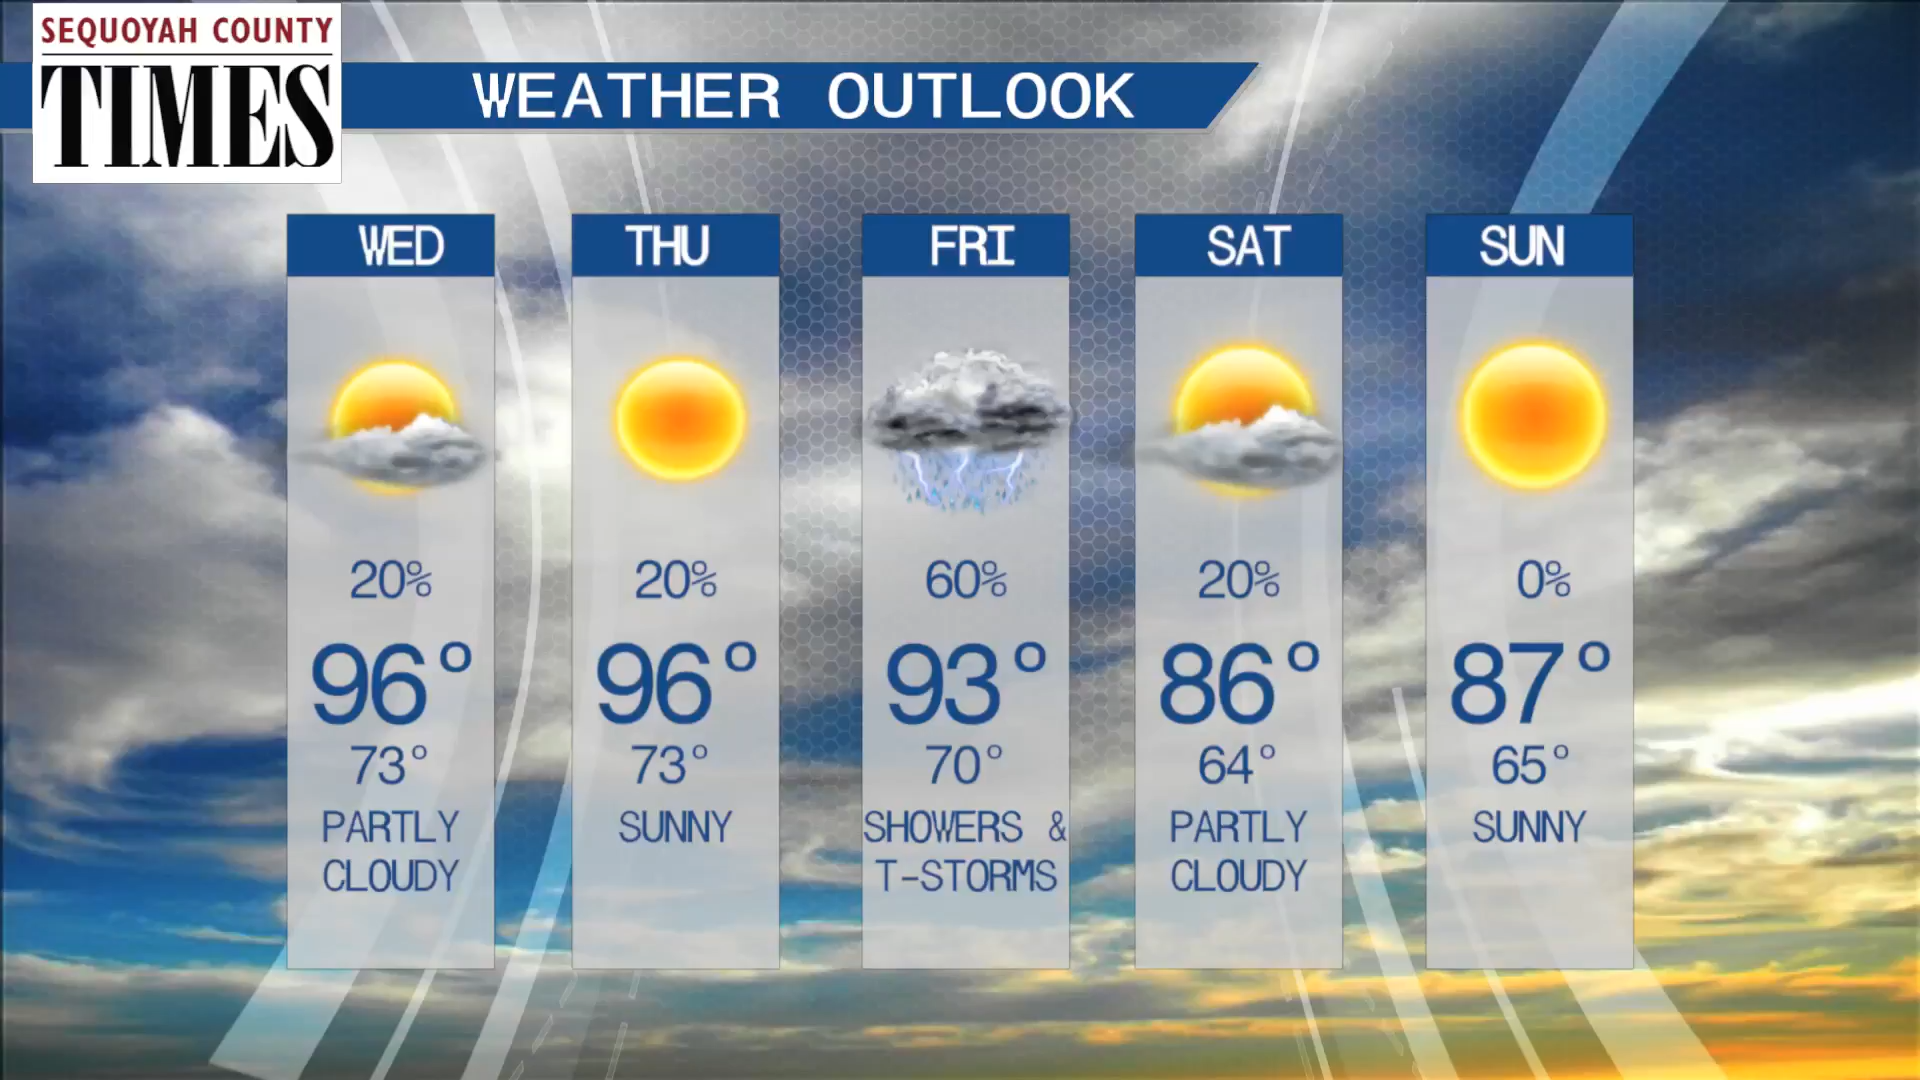 SEQUOYAH COUNTY
TIMES
WEATHER OUTLOOK
WED
20%
96°
73°
PARTLY
CLOUDY
THU
20%
96°
73°
SUNNY
FRI
60%
93°
70°
SHOWERS &
T-STORMS
SAT
20%
86°
64°
PARTLY
CLOUDY
SUN
0%
87°
65°
SUNNY